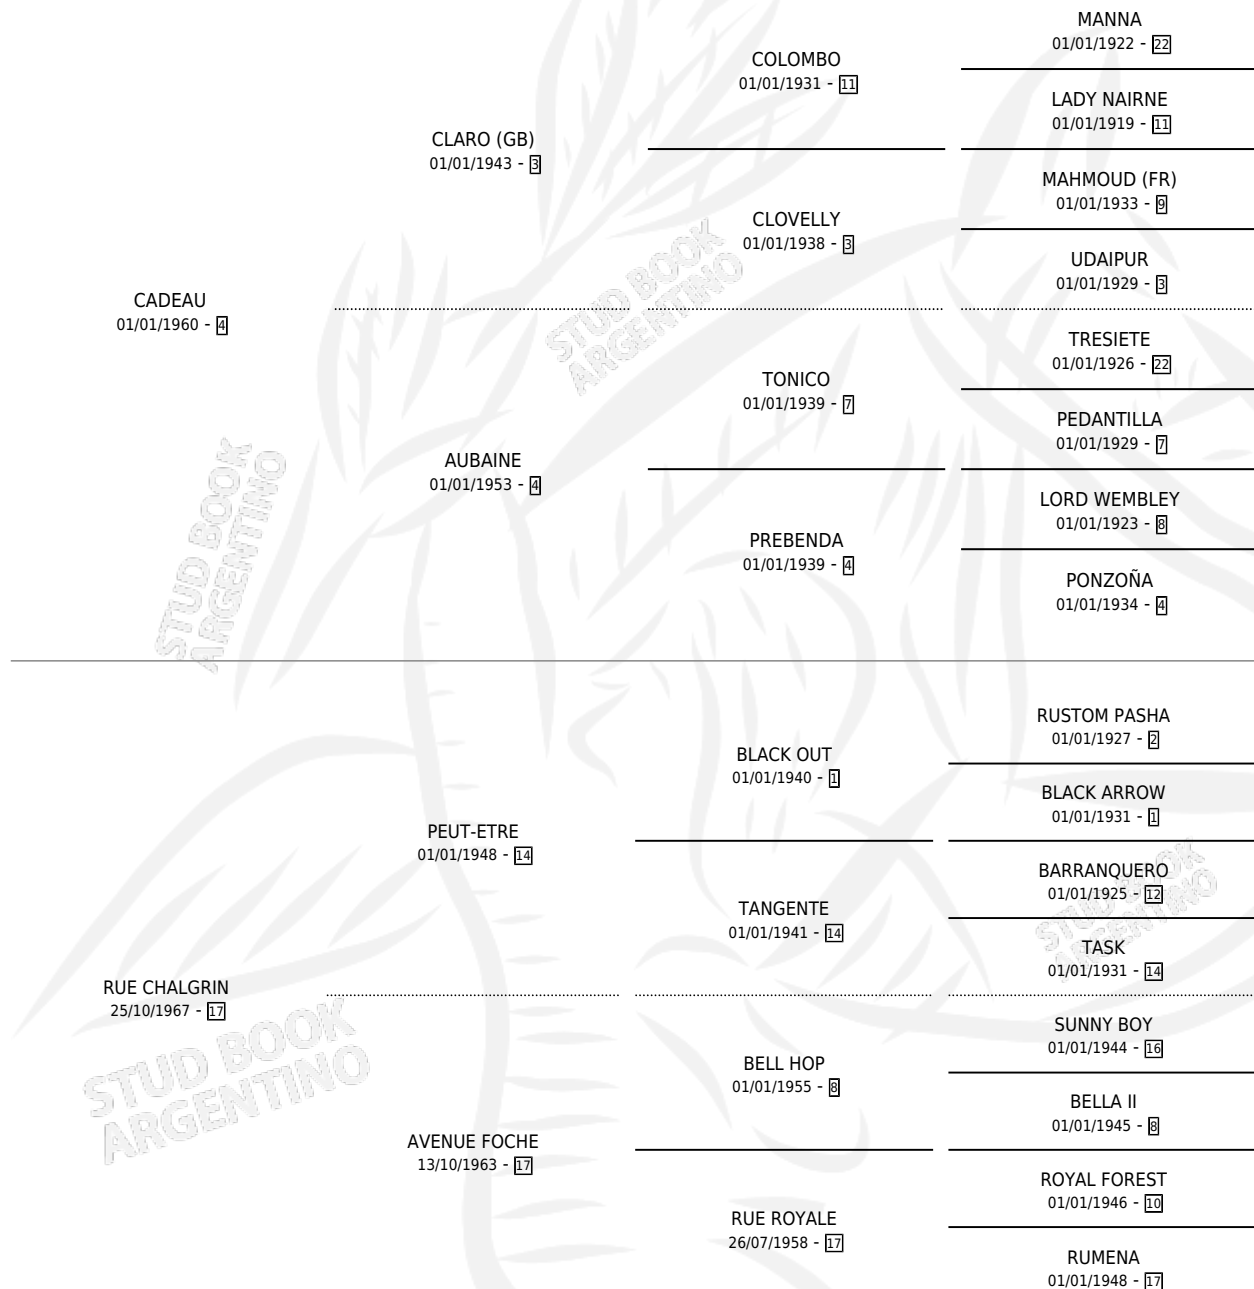 MANNA
01/01/1922 - 22
COLOMBO
01/01/1931 - 11
LADY NAIRNE
01/01/1919 - 11
CLARO (GB)
01/01/1943 - 3
MAHMOUD (FR)
01/01/1933 - 9
CLOVELLY
01/01/1938 - 3
UDAIPUR
01/01/1929 - 3
CADEAU
01/01/1960 - 4
STUD BOOK
ARGENTINO
TRESIETE
01/01/1926 - 22
TONICO
01/01/1939 - 7
PEDANTILLA
01/01/1929 - 7
AUBAINE
01/01/1953 - 4
LORD WEMBLEY
01/01/1923 - 8
PREBENDA
01/01/1939 - 4
PONZOÑA
01/01/1934 - 4
STUD BOOK
ARGENTINO
RUSTOM PASHA
01/01/1927 - 2
BLACK OUT
01/01/1940 - 1
BLACK ARROW
01/01/1931 - 1
PEUT-ETRE
01/01/1948 - 14
BARRANQUERO
01/01/1925 - 12
TANGENTE
01/01/1941 - 14
TASK
01/01/1931 - 14
STUD BOOK
ARGENTINO
RUE CHALGRIN
25/10/1967 - 17
STUD BOOK
ARGENTINO
SUNNY BOY
01/01/1944 - 16
BELL HOP
01/01/1955 - 8
BELLA II
01/01/1945 - 8
AVENUE FOCHE
13/10/1963 - 17
ROYAL FOREST
01/01/1946 - 10
RUE ROYALE
26/07/1958 - 17
RUMENA
01/01/1948 - 17